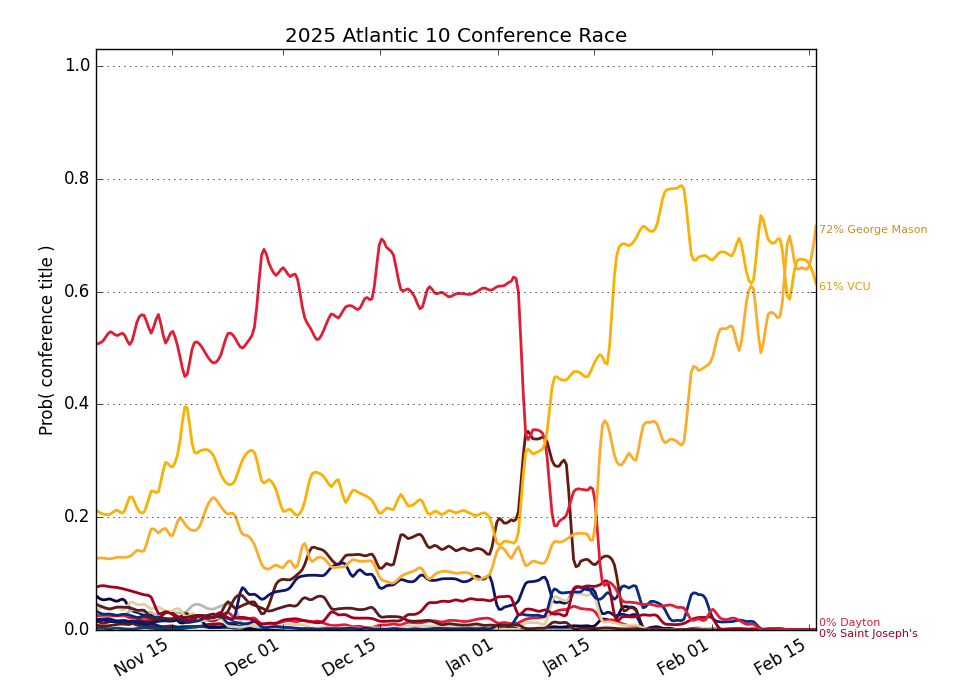 2025 Atlantic 10 Conference Race
Prob( conference title )
1.0
0.8
0.6
0.4
0.2
0.0
72% George Mason
61% VCU
0% Dayton
0% Saint Joseph's
Nov 15
Dec 01
Dec 15
Jan 01
Jan 15
Feb 01
Feb 15